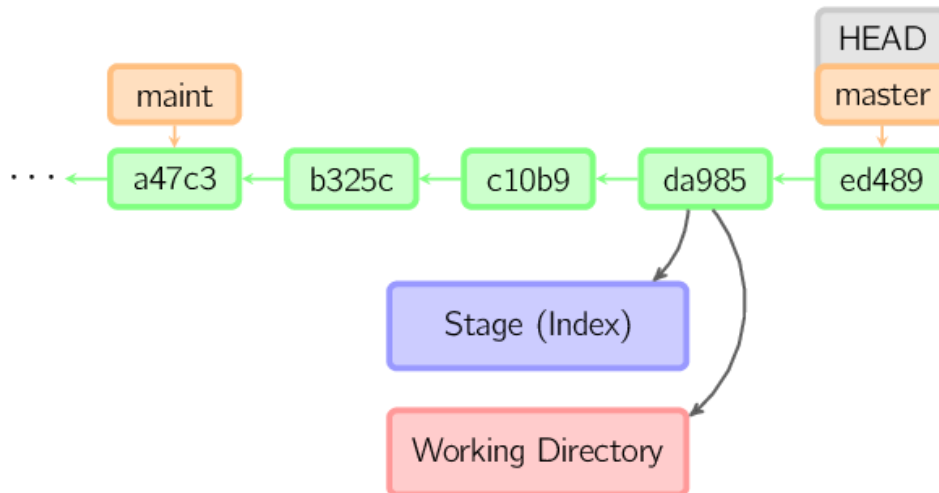 HEAD
maint
master
··· a47c3 b325c c10b9 da985 ed489
Stage (Index)
Working Directory